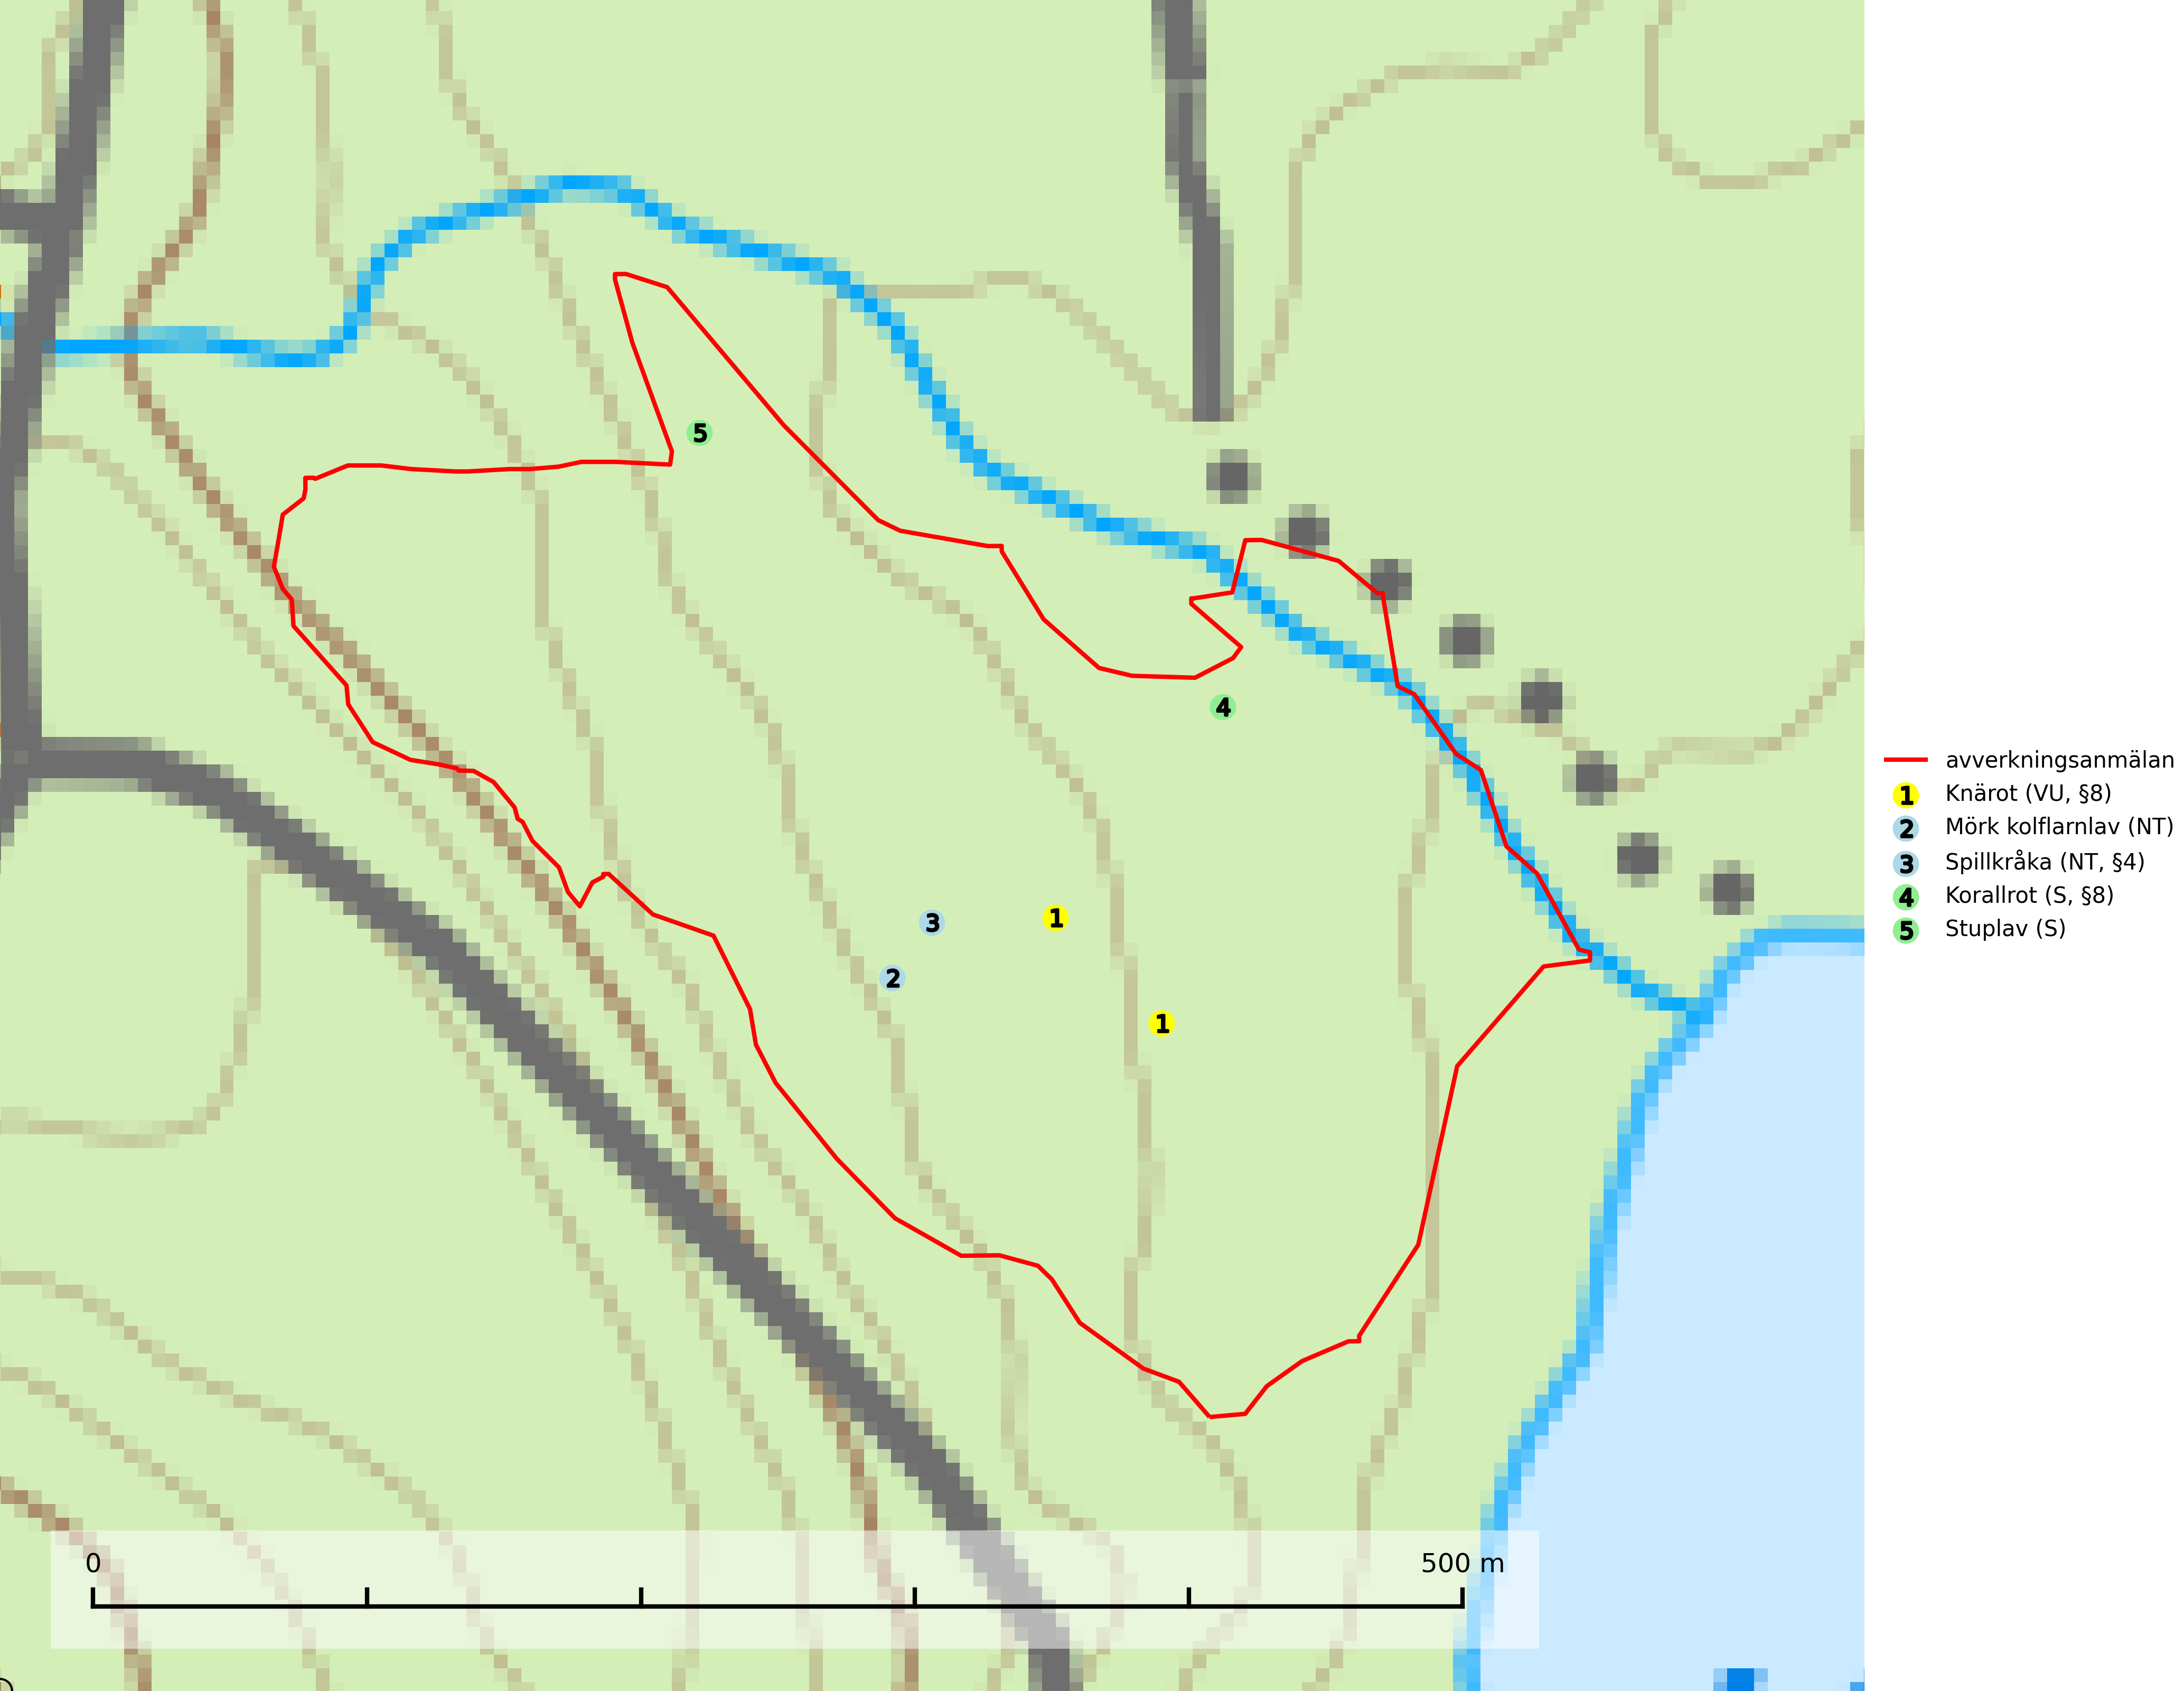 5
4
3
1
2
1
avverkningsanmälan
1 Knärot (VU, §8)
2 Mörk kolflarnlav (NT)
3 Spillkråka (NT, §4)
4 Korallrot (S, §8)
5 Stuplav (S)
0 500 m